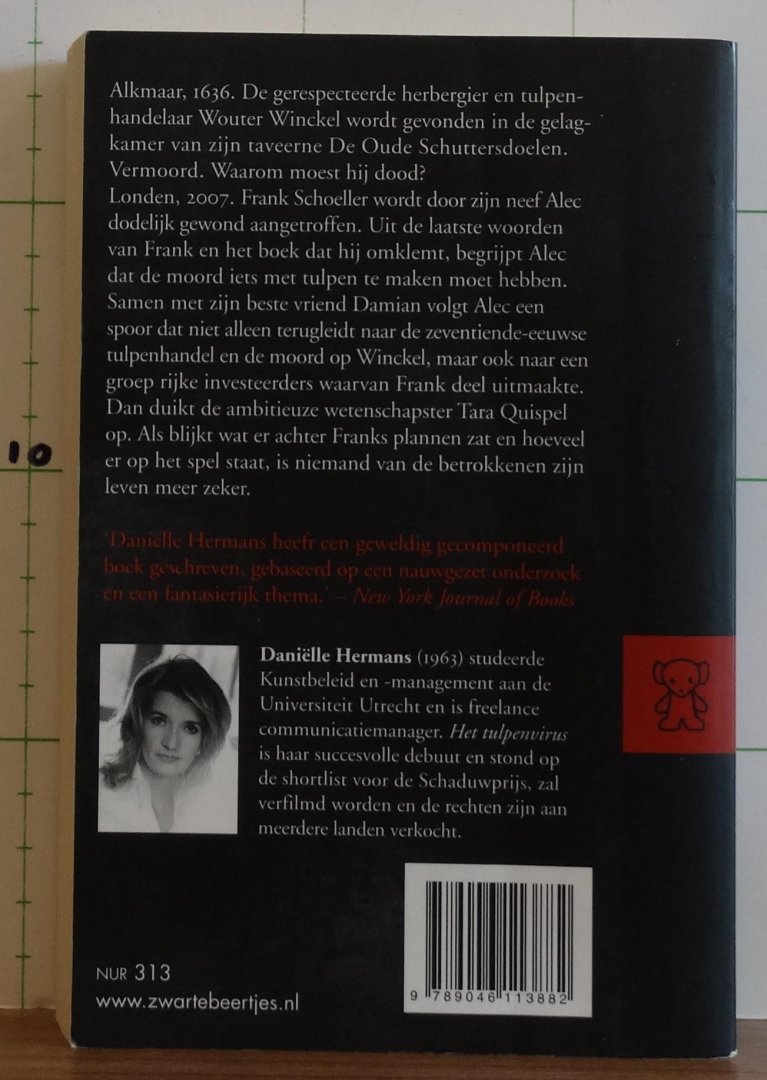 Alkmaar, 1636. De gerespecteerde herbergier en tulpen-
handelaar Wouter Winckel wordt gevonden in de gelag-
kamer van zijn taveerne De Oude Schuttersdoelen.
Vermoord. Waarom moest hij dood?
Londen, 2007. Frank Schoeller wordt door zijn neef Alec
dodelijk gewond aangetroffen. Uit de laatste woorden
van Frank en het boek dat hij omklemt, begrijpt Alec
dat de moord iets met tulpen te maken moet hebben.
Samen met zijn beste vriend Damian volgt Alec een
spoor dat niet alleen terugleidt naar de zeventiende-eeuwse
tulpenhandel en de moord op Winckel, maar ook naar een
groep rijke investeerders waarvan Frank deel uitmaakte.
Dan duikt de ambitieuze wetenschapster Tara Quispel
op. Als blijkt wat er achter Franks plannen zat en hoeveel
er op het spel staat, is niemand van de betrokkenen zijn
leven meer zeker.
'Daniëlle Hermans heeft een geweldig gecomponeerd
boek geschreven, gebaseerd op een nauwgezet onderzoek
en een fantasierijk thema.' – New York Journal of Books
Daniëlle Hermans (1963) studeerde
Kunstbeleid en -management aan de
Universiteit Utrecht en is freelance
communicatiemanager. Het tulpenvirus
is haar succesvolle debuut en stond op
de shortlist voor de Schaduwprijs, zal
verfilmd worden en de rechten zijn aan
meerdere landen verkocht.
NUR 313
www.zwartebeertjes.nl
9 789046 113882
10